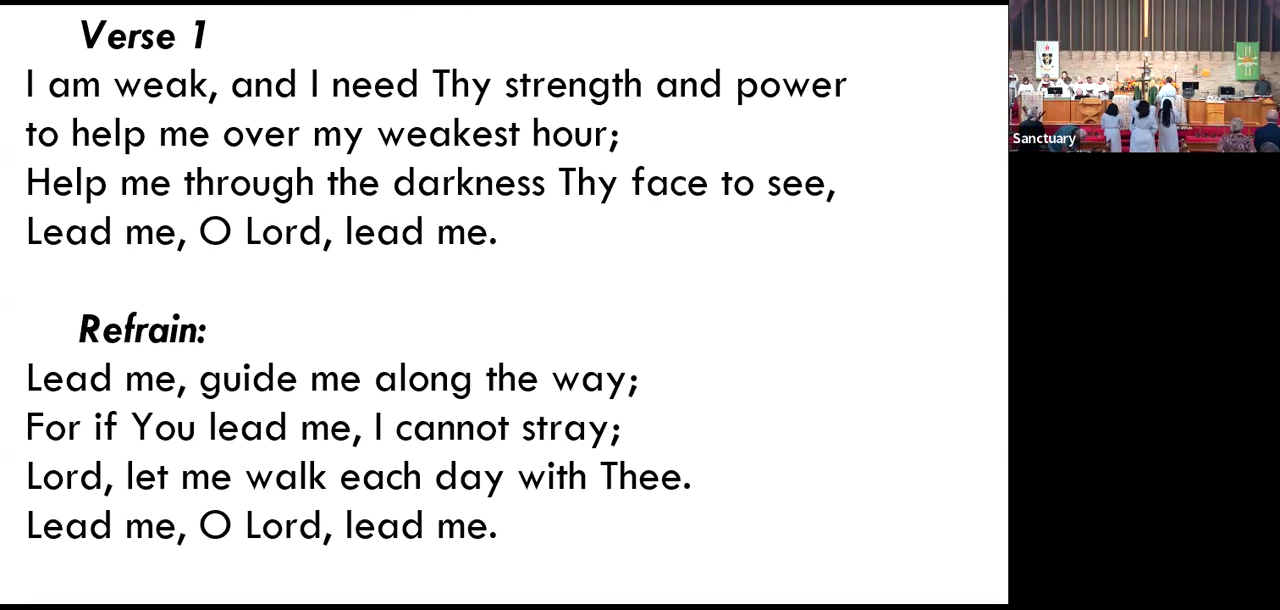 Verse 1
I am weak, and I need Thy strength and power
to help me over my weakest hour;
Help me through the darkness Thy face to see,
Lead me, O Lord, lead me.
Refrain:
Lead me, guide me along the way;
For if You lead me, I cannot stray;
Lord, let me walk each day with Thee.
Lead me, O Lord, lead me.
Sanctuary